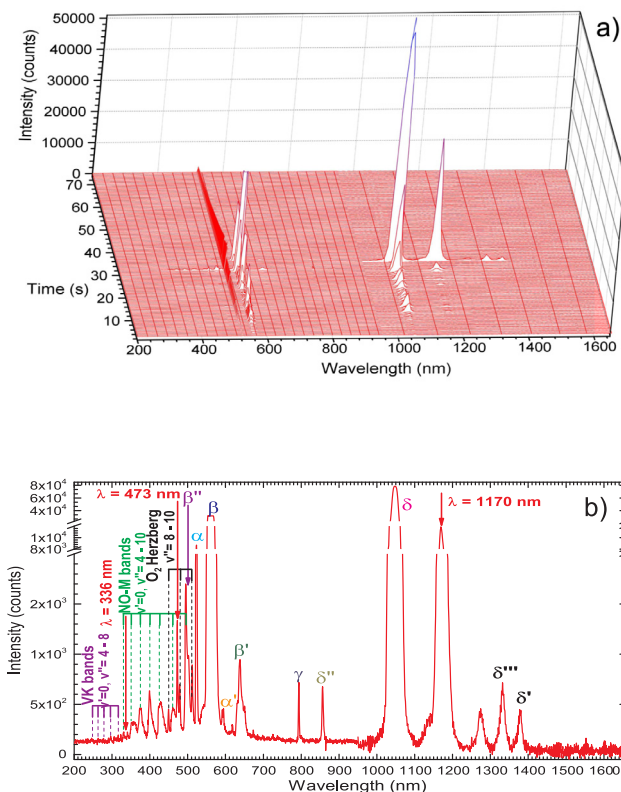 a)
50000
40000
30000
20000
10000
0
Intensity (counts)
70
60
50
40
30
20
10
Time (s)
200 400 600 1000 1200 1400 1600
Wavelength (nm)
b)
8x10⁴
6x10⁴
4x10⁴
1x10⁴
8x10³
2x10³
1x10³
5x10²
0
Intensity (counts)
VK bands
v'=0, v''= 4 - 8
λ = 336 nm
NO-M bands
v'=0, v''= 4 - 10
O₂ Herzberg
v''= 8 - 10
λ = 473 nm
β''
α
β
α'
β'
γ
δ''
δ
λ = 1170 nm
δ'''
δ'
200 300 400 500 600 700 800 900 1000 1100 1200 1300 1400 1500 1600
Wavelength (nm)